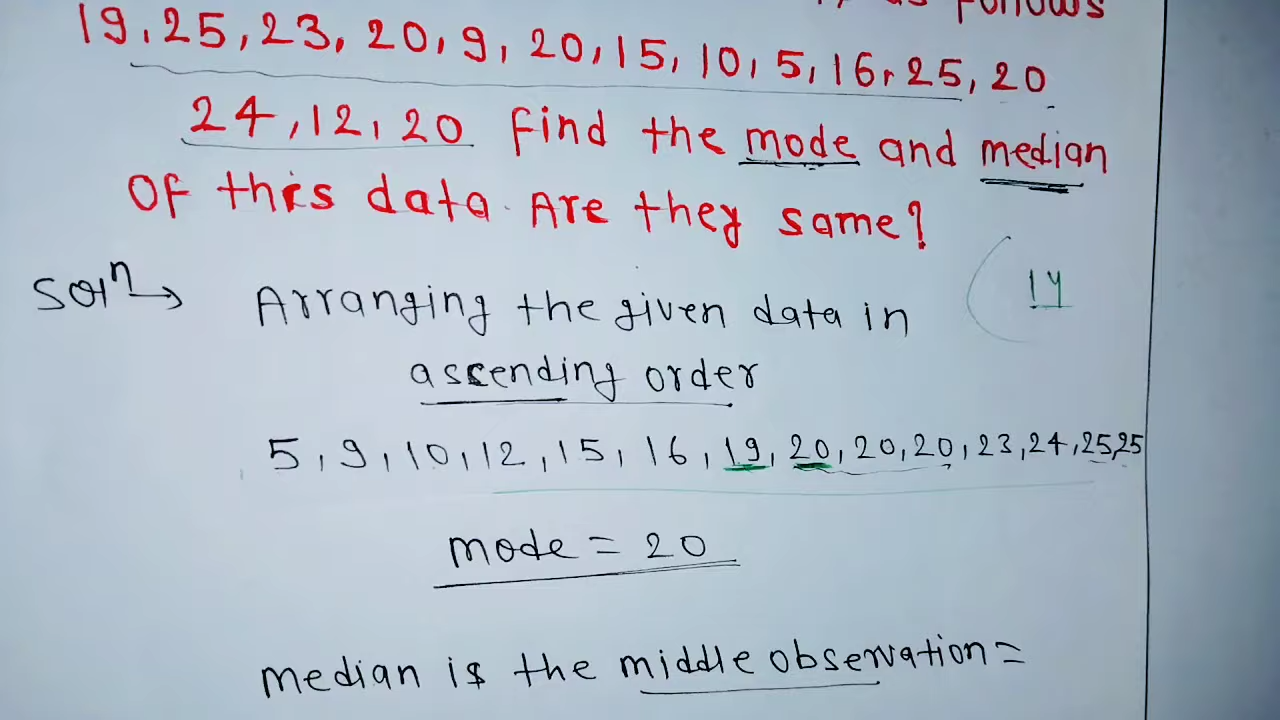 as follows
19, 25, 23, 20, 9, 20, 15, 10, 5, 16, 25, 20
24, 12, 20 find the mode and median
of this data. Are they same?
Solⁿ→ Arranging the given data in
14
ascending order
5, 9, 10, 12, 15, 16, 19, 20, 20, 20, 23, 24, 25, 25
mode = 20
median is the middle observation =